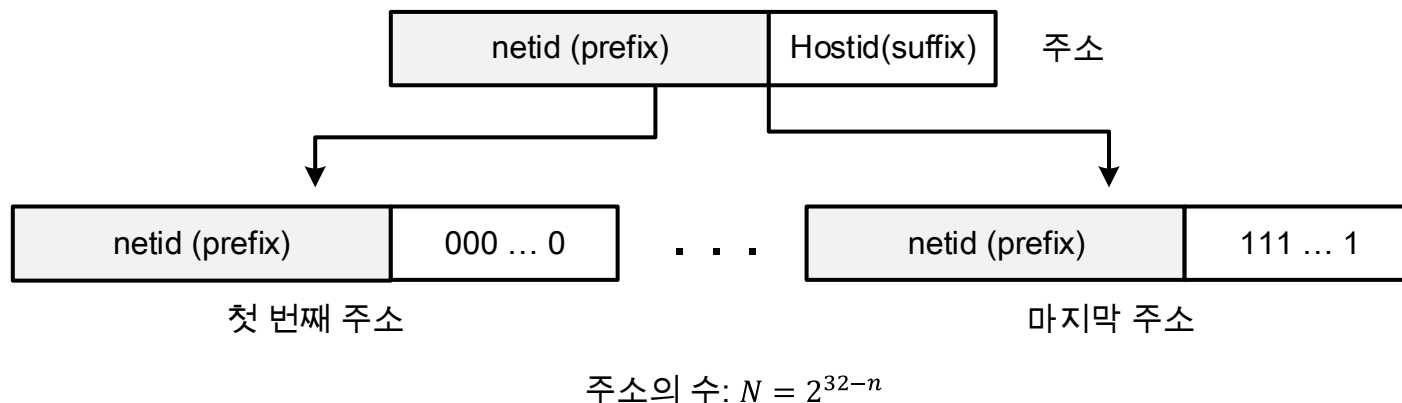 netid (prefix) Hostid(suffix) 주소
netid (prefix) 000 … 0 . . . netid (prefix) 111 … 1
첫 번째 주소 마지막 주소
주소의 수: $N = 2^{32-n}$